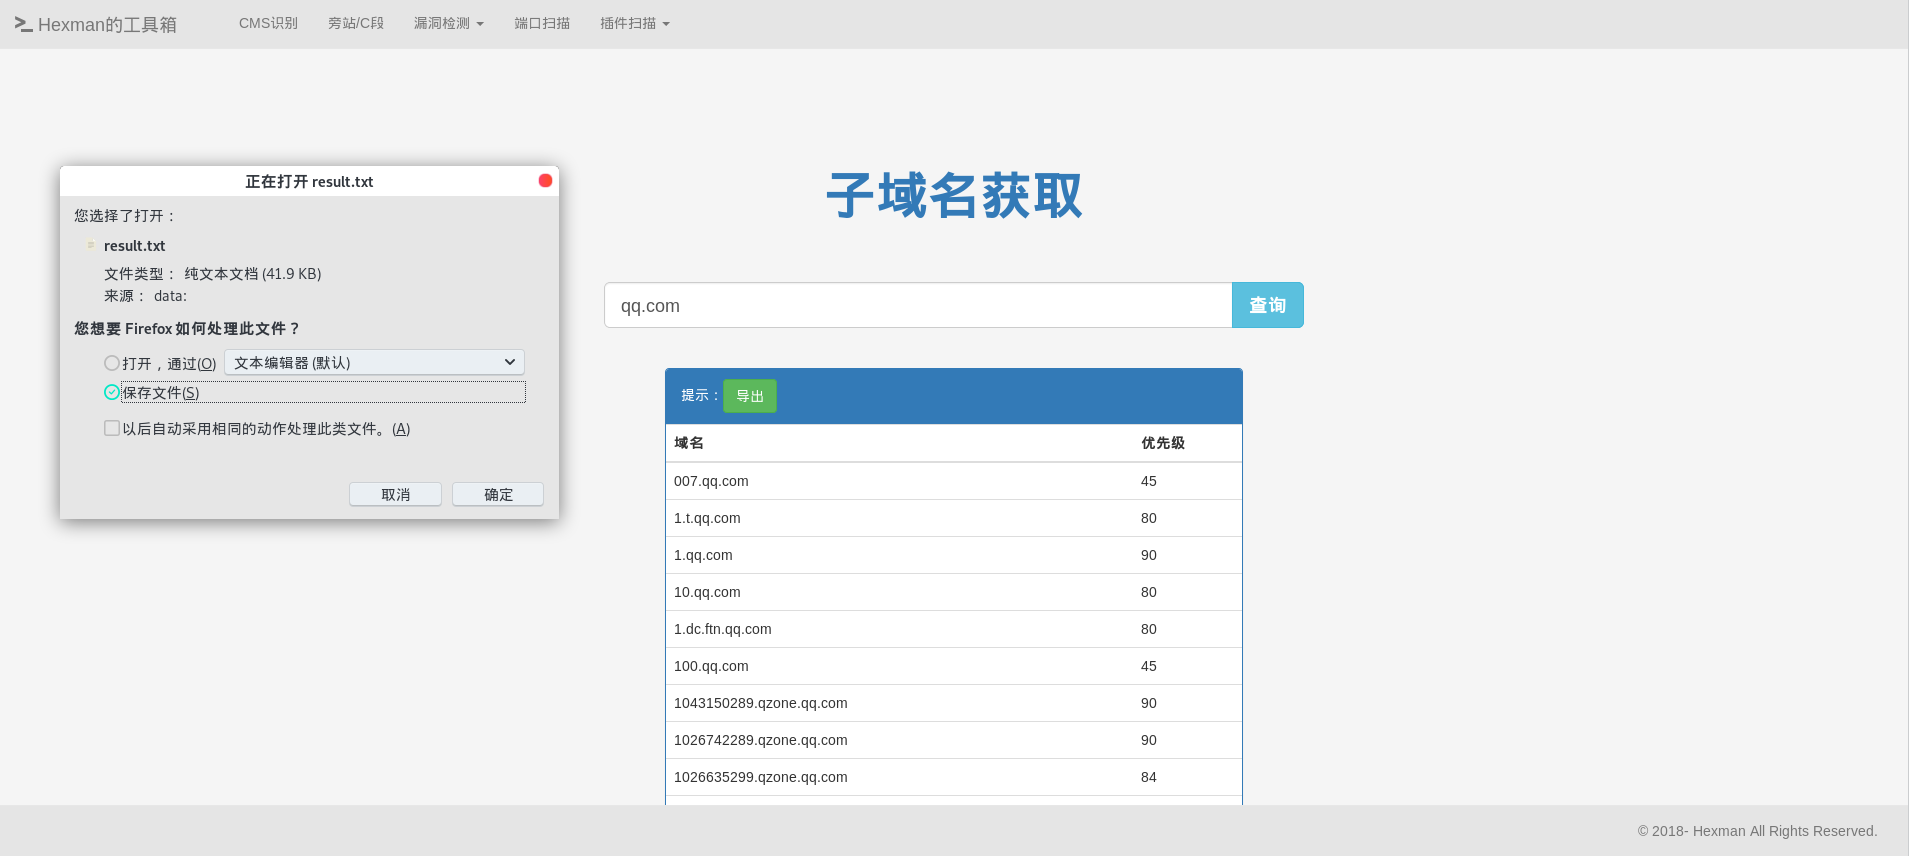 Hexman的工具箱 CMS识别 旁站/C段 漏洞检测 端口扫描 插件扫描
正在打开 result.txt
您选择了打开：
result.txt
文件类型： 纯文本文档 (41.9 KB)
来源： data:
您想要 Firefox 如何处理此文件？
打开，通过(O) 文本编辑器 (默认)
保存文件(S)
以后自动采用相同的动作处理此类文件。(A)
取消 确定
子域名获取
qq.com 查询
提示： 导出
域名 优先级
007.qq.com 45
1.t.qq.com 80
1.qq.com 90
10.qq.com 80
1.dc.ftn.qq.com 80
100.qq.com 45
1043150289.qzone.qq.com 90
1026742289.qzone.qq.com 90
1026635299.qzone.qq.com 84
© 2018- Hexman All Rights Reserved.